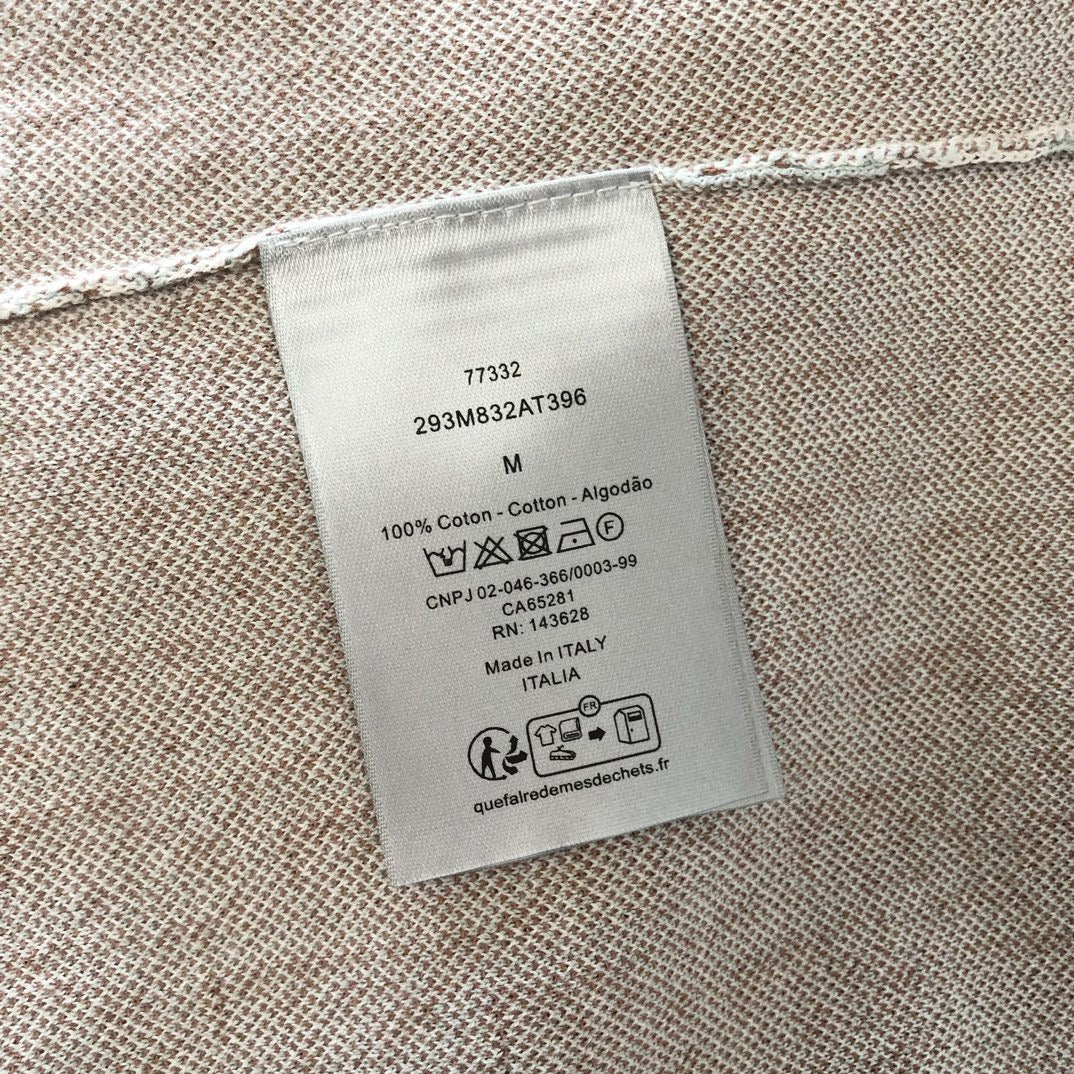 77332
293M832AT396
M
100% Coton - Cotton - Algodão
F
CNPJ 02-046-366/0003-99
CA65281
RN: 143628
Made In ITALY
ITALIA
FR
quefalredemesdechets.fr